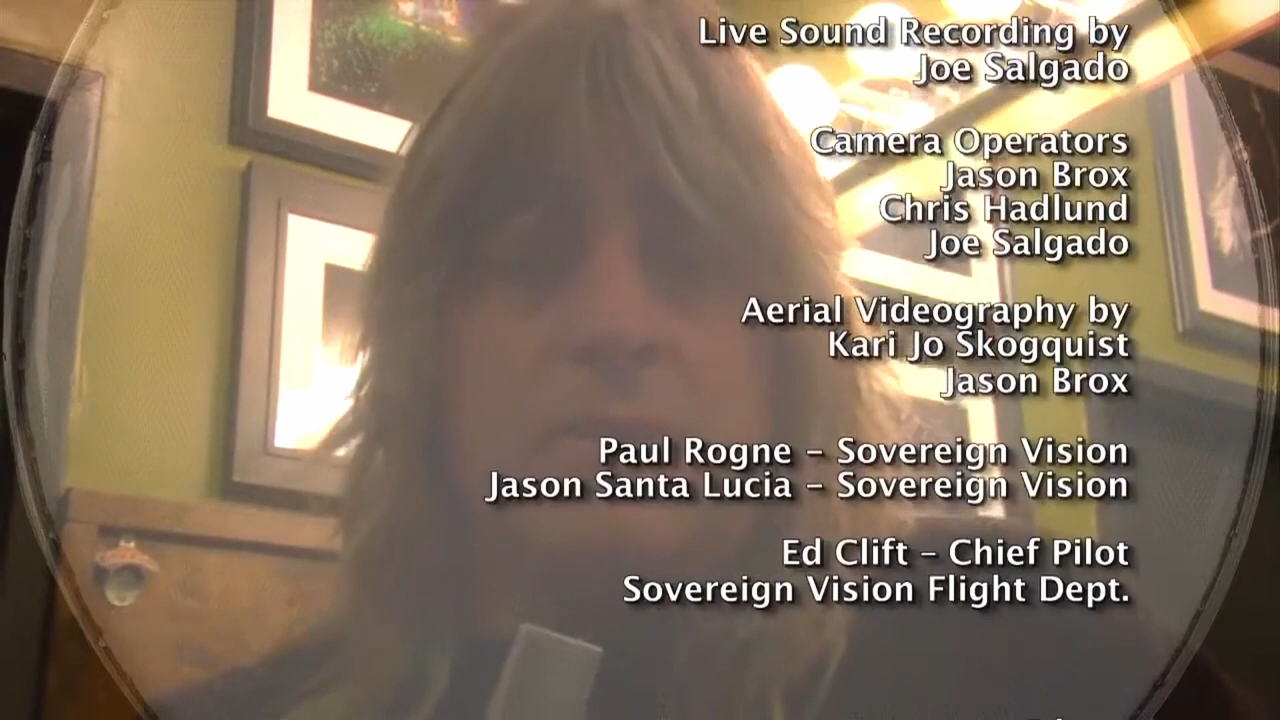 Live Sound Recording by
Joe Salgado
Camera Operators
Jason Brox
Chris Hadlund
Joe Salgado
Aerial Videography by
Kari Jo Skogquist
Jason Brox
Paul Rogne – Sovereign Vision
Jason Santa Lucia – Sovereign Vision
Ed Clift – Chief Pilot
Sovereign Vision Flight Dept.